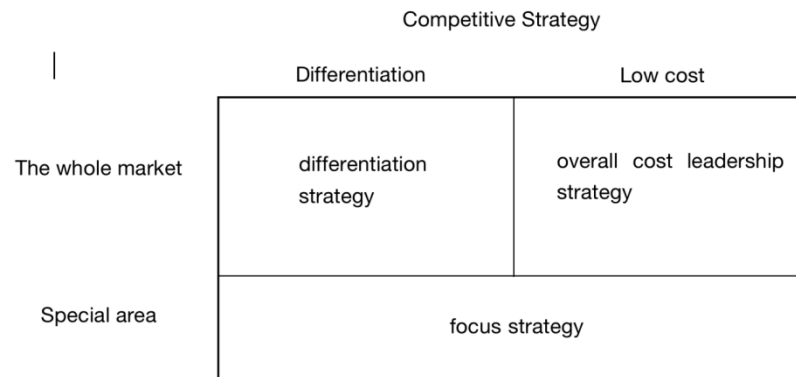 Competitive Strategy
Differentiation
Low cost
The whole market
differentiation
strategy
overall cost leadership
strategy
Special area
focus strategy